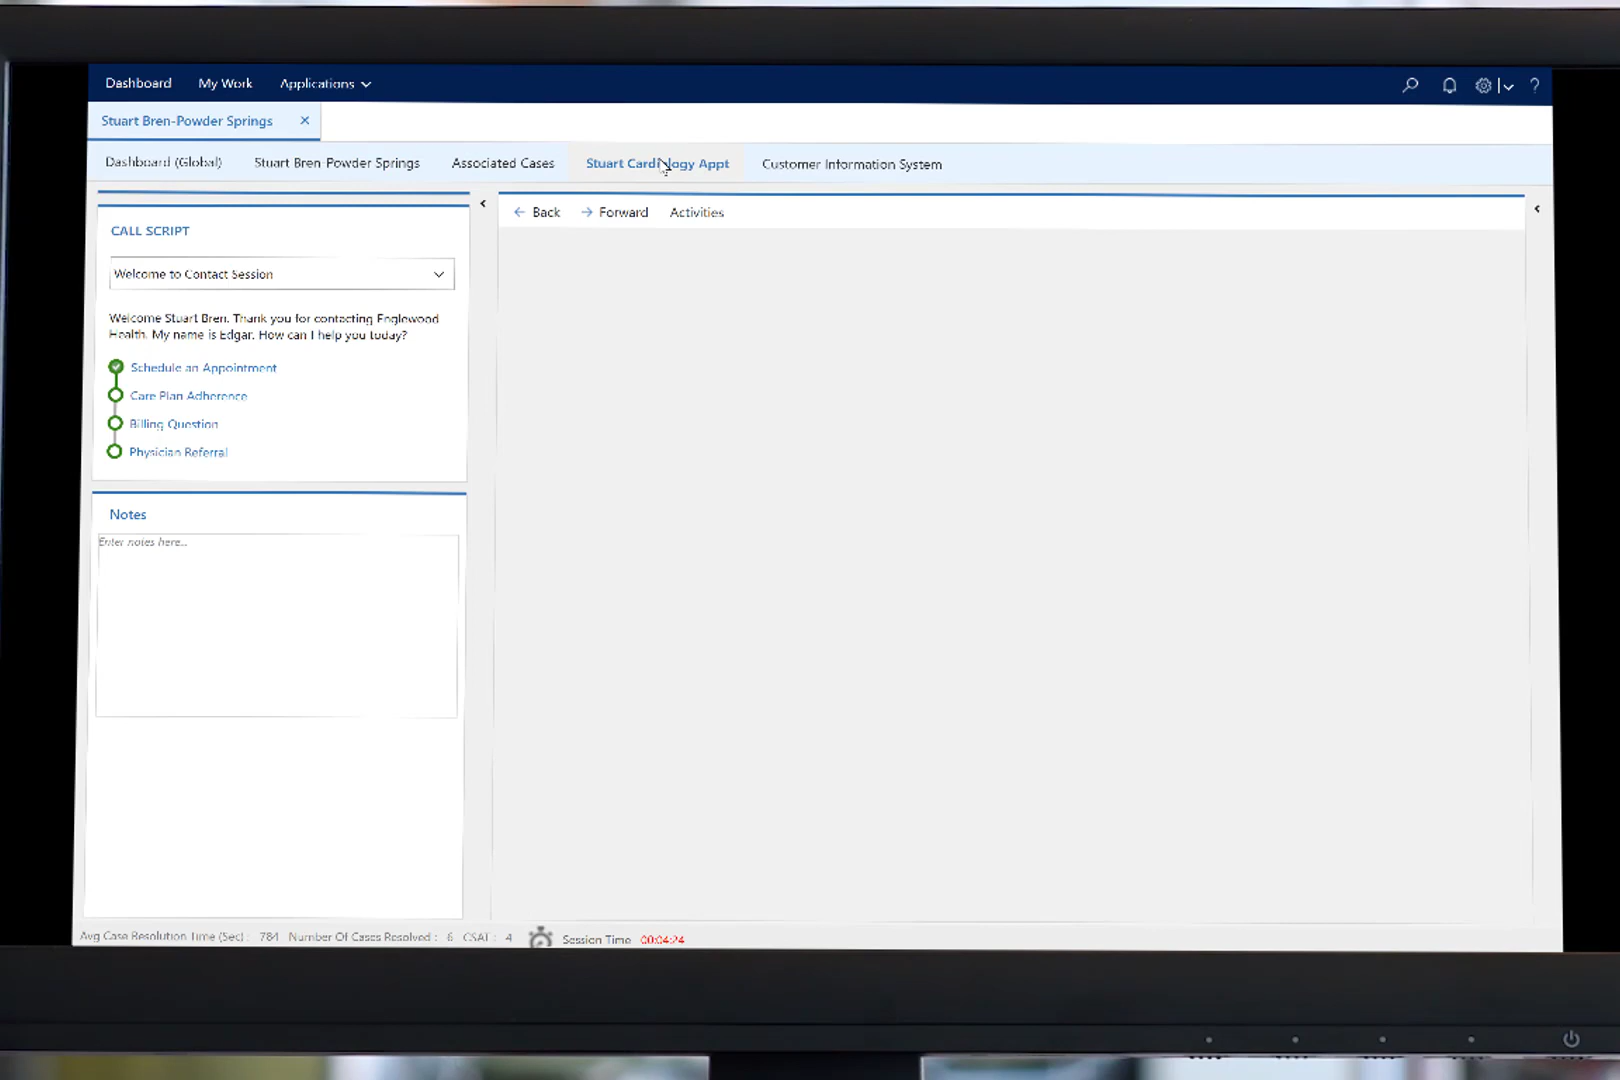 Dashboard My Work Applications ?
Stuart Bren-Powder Springs ×
Dashboard (Global) Stuart Bren-Powder Springs Associated Cases Stuart Cardiology Appt Customer Information System
CALL SCRIPT
Welcome to Contact Session
Welcome Stuart Bren. Thank you for contacting Englewood
Health. My name is Edgar. How can I help you today?
Schedule an Appointment
Care Plan Adherence
Billing Question
Physician Referral
Notes
Enter notes here...
← Back → Forward Activities
Avg Case Resolution Time (Sec) : 784 Number Of Cases Resolved : 6 CSAT : 4 Session Time 00:04:24